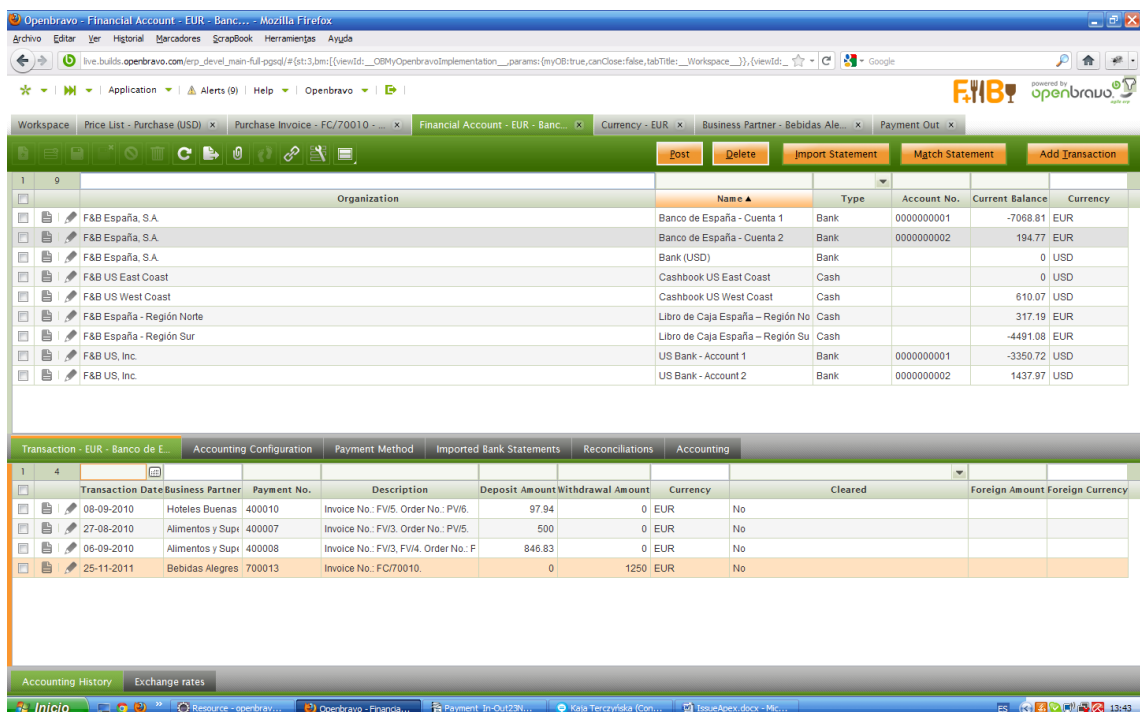 Openbravo - Financial Account - EUR - Banc... - Mozilla Firefox
Archivo Editar Ver Historial Marcadores ScrapBook Herramientas Ayuda
live.builds.openbravo.com/erp_devel_main-full-pgsql/#{st:3,bm:[{viewId:__OBMyOpenbravoImplementation__,params:{myOB:true,canClose:false,tabTitle:__Workspace__}},{viewId:_ Google
Application Alerts (9) Help Openbravo F&B powered by openbravo agile erp
Workspace Price List - Purchase (USD) x Purchase Invoice - FC/70010 - ... x Financial Account - EUR - Banc... x Currency - EUR x Business Partner - Bebidas Ale... x Payment Out x
Post Delete Import Statement Match Statement Add Transaction
1 9
Organization Name Type Account No. Current Balance Currency
F&B España, S.A. Banco de España - Cuenta 1 Bank 0000000001 -7068.81 EUR
F&B España, S.A. Banco de España - Cuenta 2 Bank 0000000002 194.77 EUR
F&B España, S.A. Bank (USD) Bank 0 USD
F&B US East Coast Cashbook US East Coast Cash 0 USD
F&B US West Coast Cashbook US West Coast Cash 610.07 USD
F&B España - Región Norte Libro de Caja España – Región No Cash 317.19 EUR
F&B España - Región Sur Libro de Caja España – Región Su Cash -4491.08 EUR
F&B US, Inc. US Bank - Account 1 Bank 0000000001 -3350.72 USD
F&B US, Inc. US Bank - Account 2 Bank 0000000002 1437.97 USD
Transaction - EUR - Banco de E... Accounting Configuration Payment Method Imported Bank Statements Reconciliations Accounting
1 4
Transaction Date Business Partner Payment No. Description Deposit Amount Withdrawal Amount Currency Cleared Foreign Amount Foreign Currency
08-09-2010 Hoteles Buenas 400010 Invoice No.: FV/5. Order No.: PV/6. 97.94 0 EUR No
27-08-2010 Alimentos y Supe 400007 Invoice No.: FV/3. Order No.: PV/5. 500 0 EUR No
06-09-2010 Alimentos y Supe 400008 Invoice No.: FV/3, FV/4. Order No.: F 846.83 0 EUR No
25-11-2011 Bebidas Alegres 700013 Invoice No.: FC/70010. 0 1250 EUR No
Accounting History Exchange rates
Inicio Resource - openbrav... Openbravo - Financia... Payment In-Out23N... Kaja Terczyńska (Con... IssueApex.docx - Mic... ES 13:43